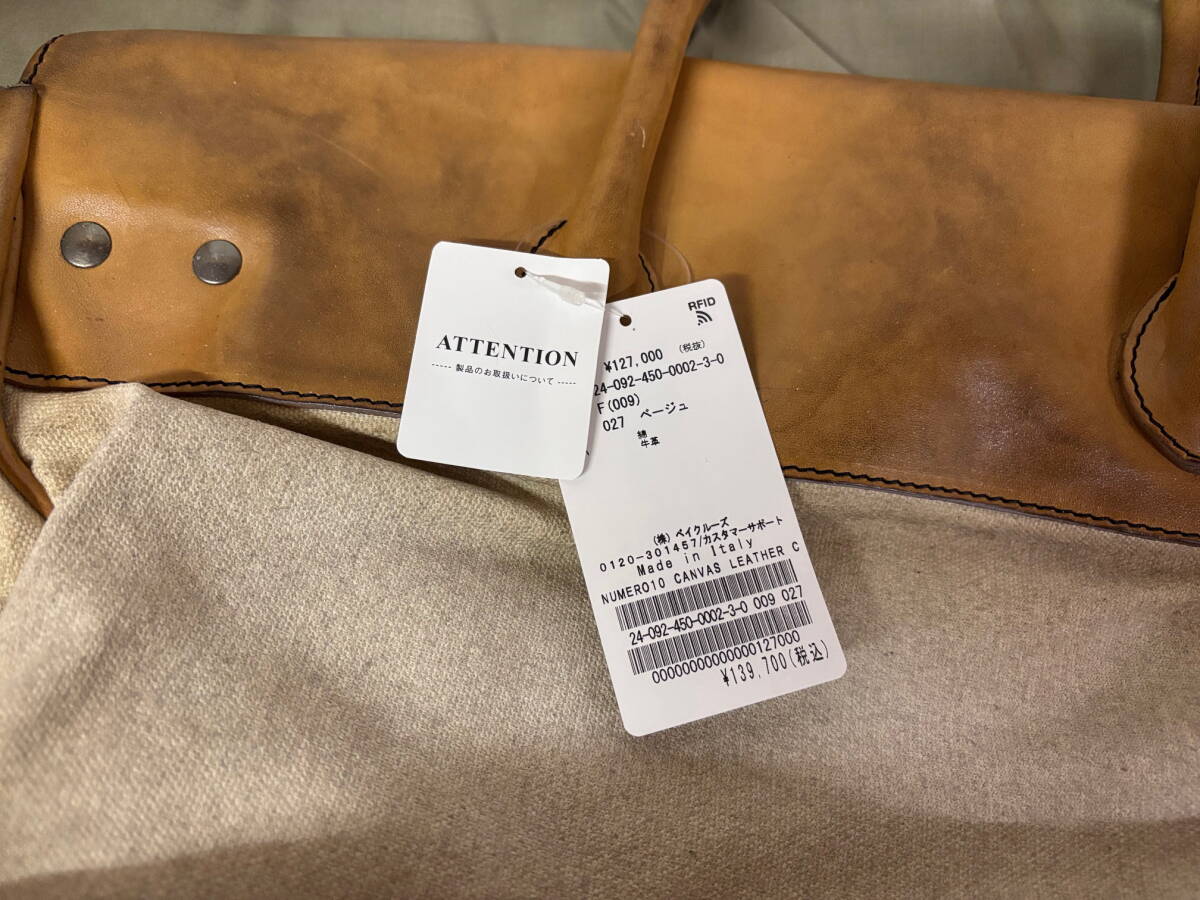 ATTENTION
----- 製品のお取扱いについて -----
RFID
¥127,000 (税抜)
24-092-450-0002-3-0
F(009)
027 ベージュ
綿
牛革
(株) ベイクルーズ
0120-301457/カスタマーサポート
Made in Italy
NUMERO10 CANVAS LEATHER C
24-092-450-0002-3-0 009 027
0000000000000127000
¥139,700(税込)